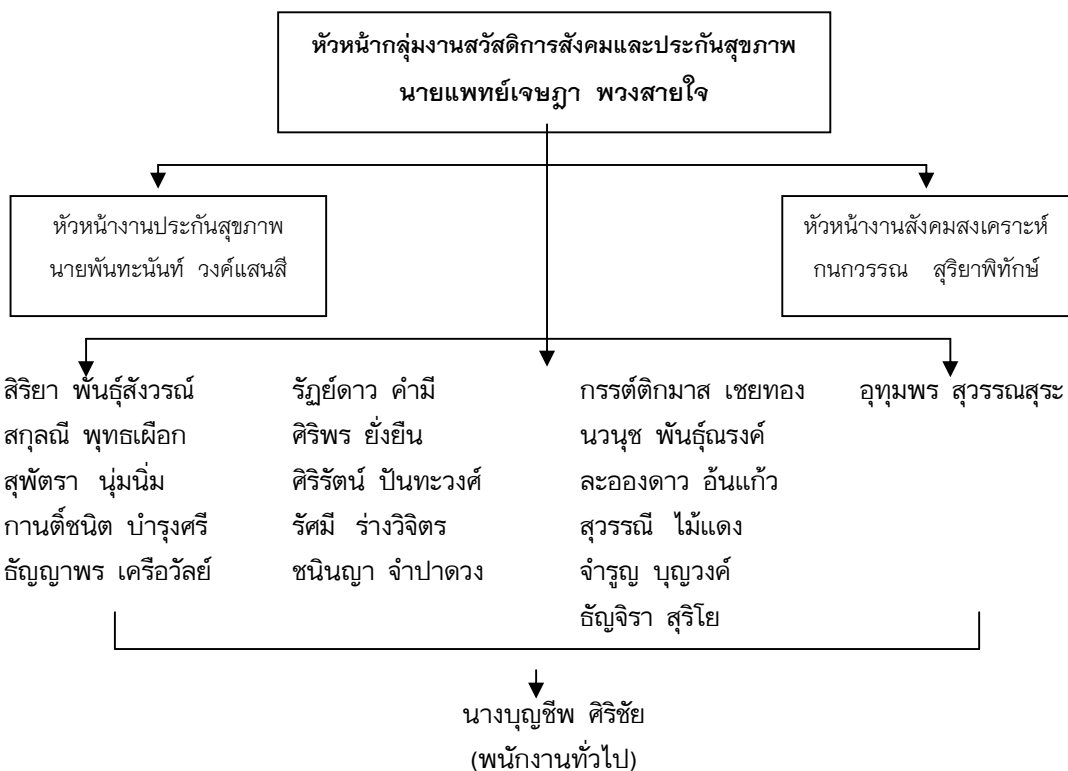 หัวหน้ากลุ่มงานสวัสดิการสังคมและประกันสุขภาพ
นายแพทย์เจษฎา พวงสายใจ
หัวหน้างานประกันสุขภาพ
นายพันทะนันท์ วงค์แสนสี
หัวหน้างานสังคมสงเคราะห์
กนกวรรณ สุริยาพิทักษ์
สิริยา พันธุ์สังวรณ์
สกุลณี พุทธเผือก
สุพัตรา นุ่มนิ่ม
กานติ์ชนิต บำรุงศรี
ธัญญาพร เครือวัลย์
รัฏย์ดาว คำมี
ศิริพร ยั่งยืน
ศิริรัตน์ ปันทะวงศ์
รัศมี ร่างวิจิตร
ชนินญา จำปาดวง
กรรต์ติกมาส เชยทอง
นวนุช พันธุ์ณรงค์
ละอองดาว อ้นแก้ว
สุวรรณี ไม้แดง
จำรูญ บุญวงค์
ธัญจิรา สุริโย
อุทุมพร สุวรรณสุระ
นางบุญชีพ ศิริชัย
(พนักงานทั่วไป)